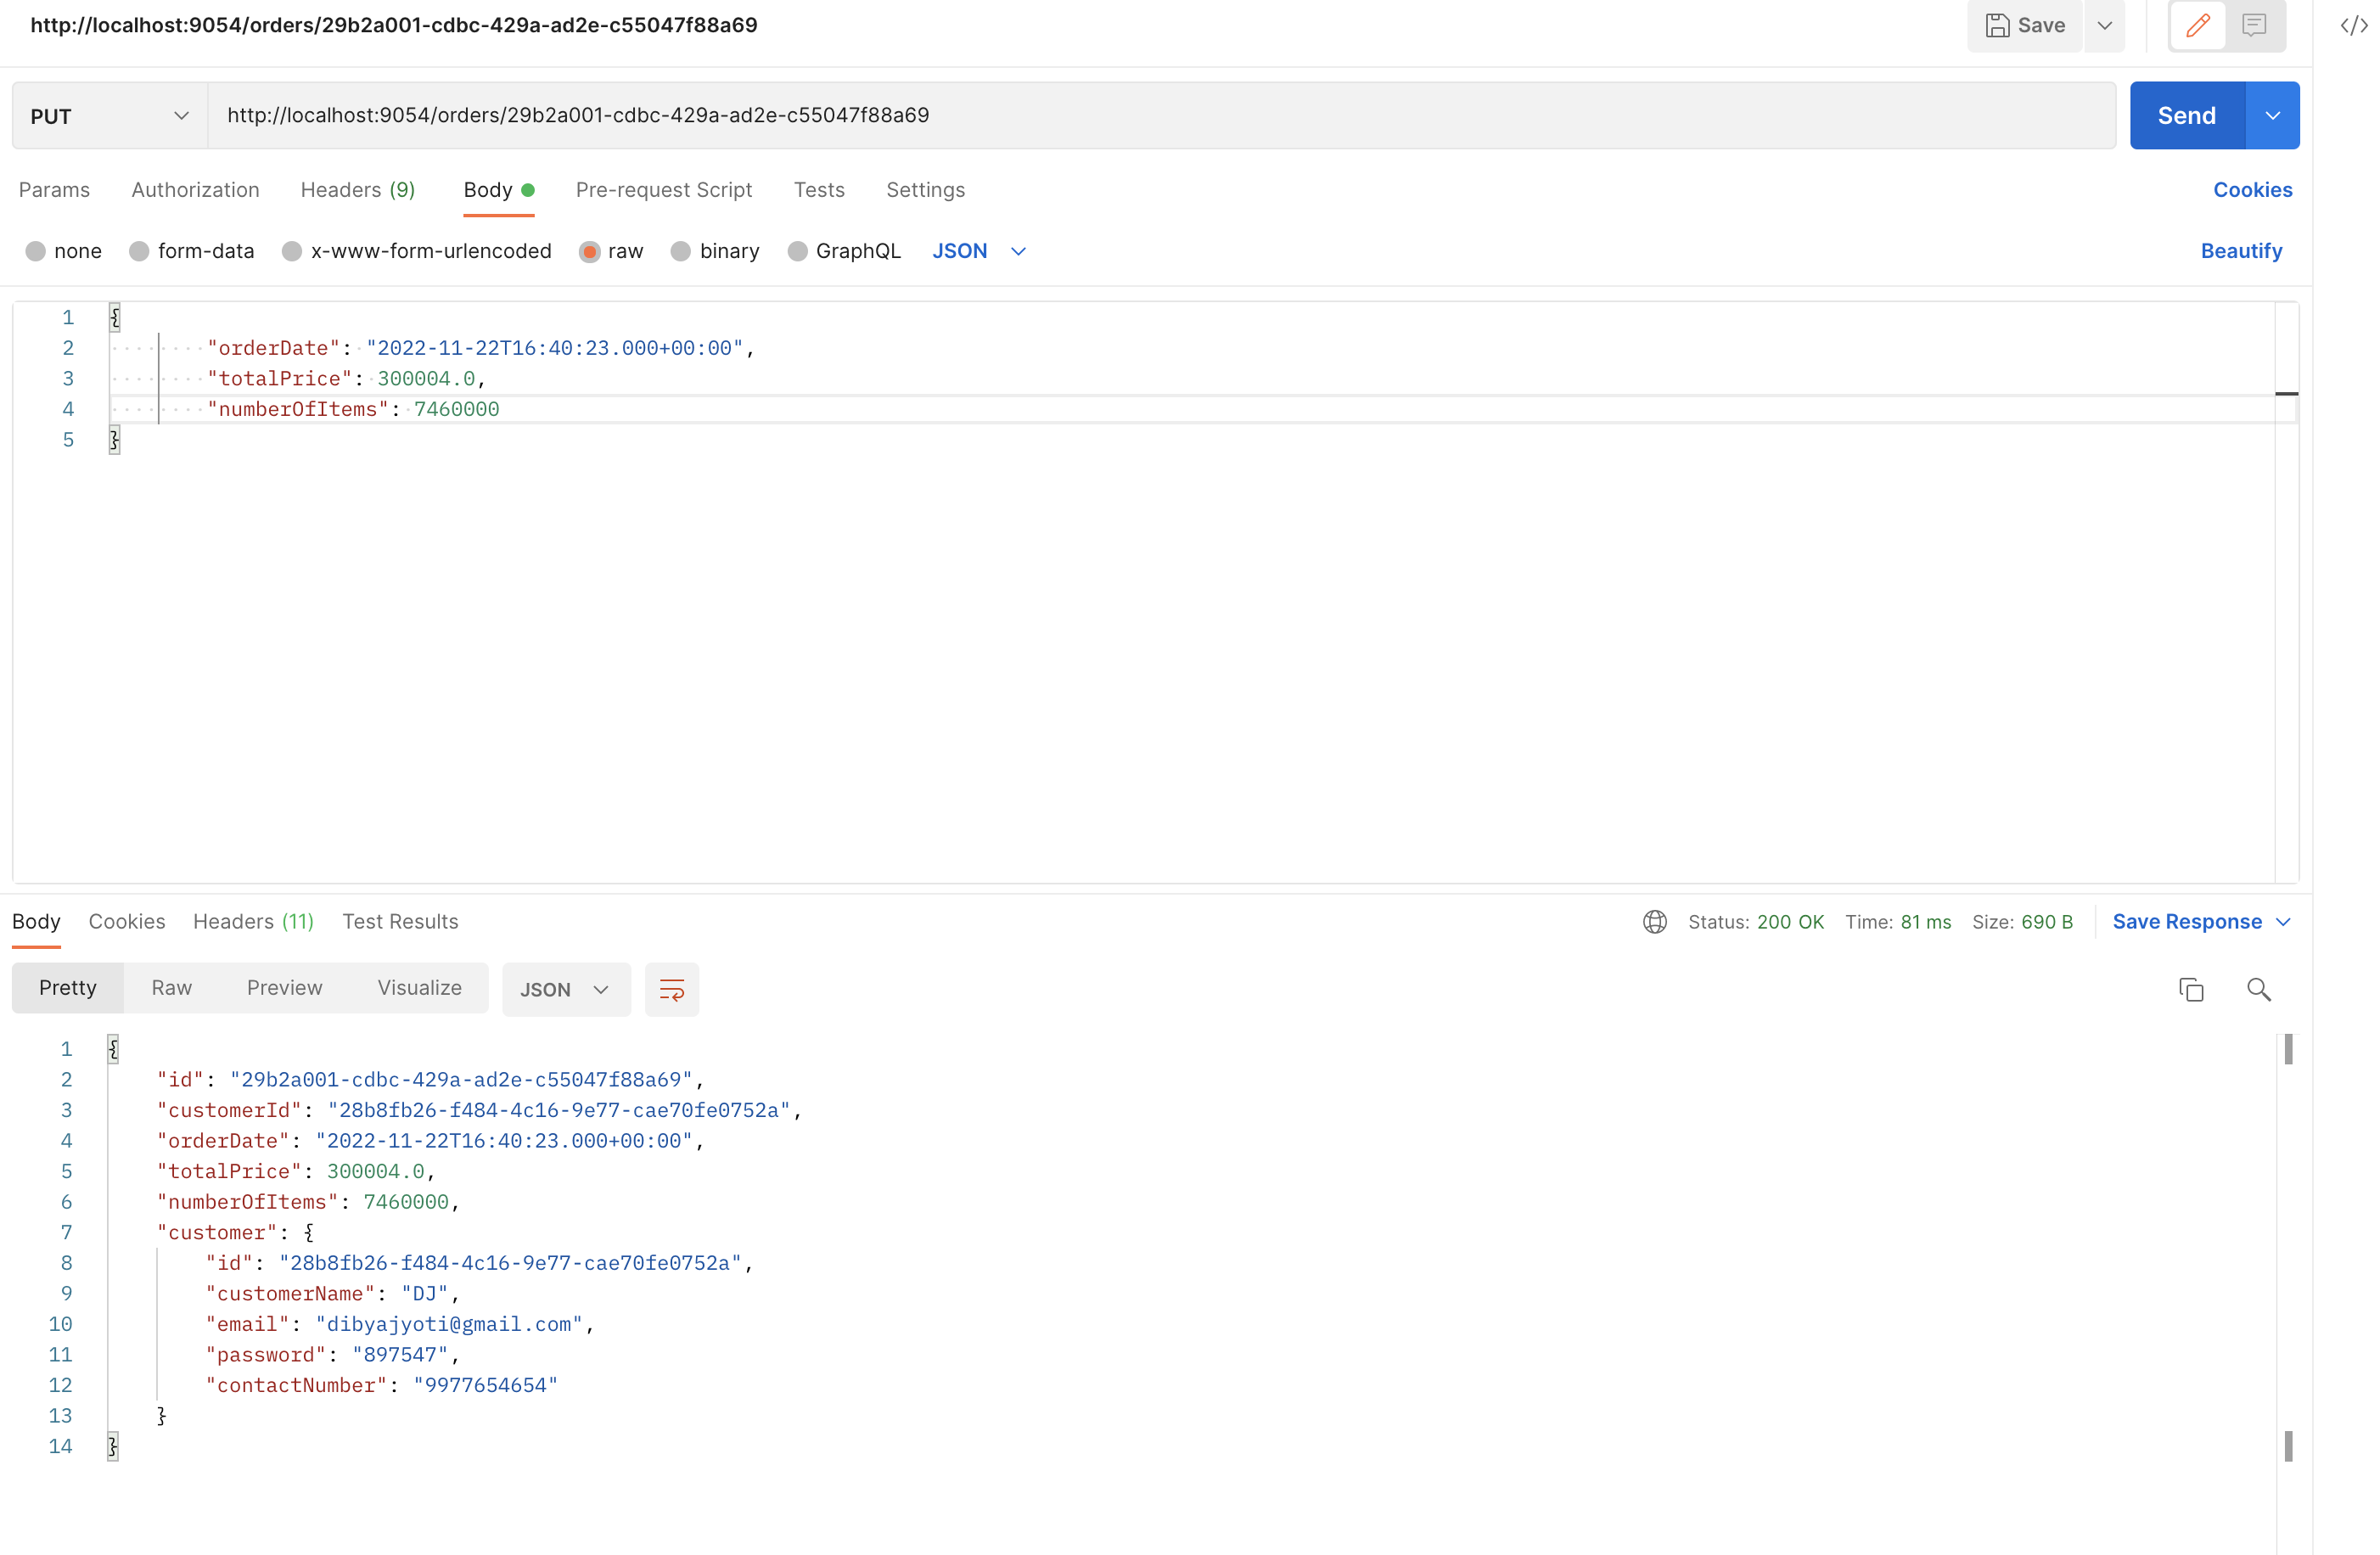 http://localhost:9054/orders/29b2a001-cdbc-429a-ad2e-c55047f88a69
Save
PUT http://localhost:9054/orders/29b2a001-cdbc-429a-ad2e-c55047f88a69 Send
Params Authorization Headers (9) Body Pre-request Script Tests Settings Cookies
none form-data x-www-form-urlencoded raw binary GraphQL JSON Beautify
1 {
2 "orderDate": "2022-11-22T16:40:23.000+00:00",
3 "totalPrice": 300004.0,
4 "numberOfItems": 7460000
5 }
Body Cookies Headers (11) Test Results Status: 200 OK Time: 81 ms Size: 690 B Save Response
Pretty Raw Preview Visualize JSON
1 {
2 "id": "29b2a001-cdbc-429a-ad2e-c55047f88a69",
3 "customerId": "28b8fb26-f484-4c16-9e77-cae70fe0752a",
4 "orderDate": "2022-11-22T16:40:23.000+00:00",
5 "totalPrice": 300004.0,
6 "numberOfItems": 7460000,
7 "customer": {
8 "id": "28b8fb26-f484-4c16-9e77-cae70fe0752a",
9 "customerName": "DJ",
10 "email": "dibyajyoti@gmail.com",
11 "password": "897547",
12 "contactNumber": "9977654654"
13 }
14 }